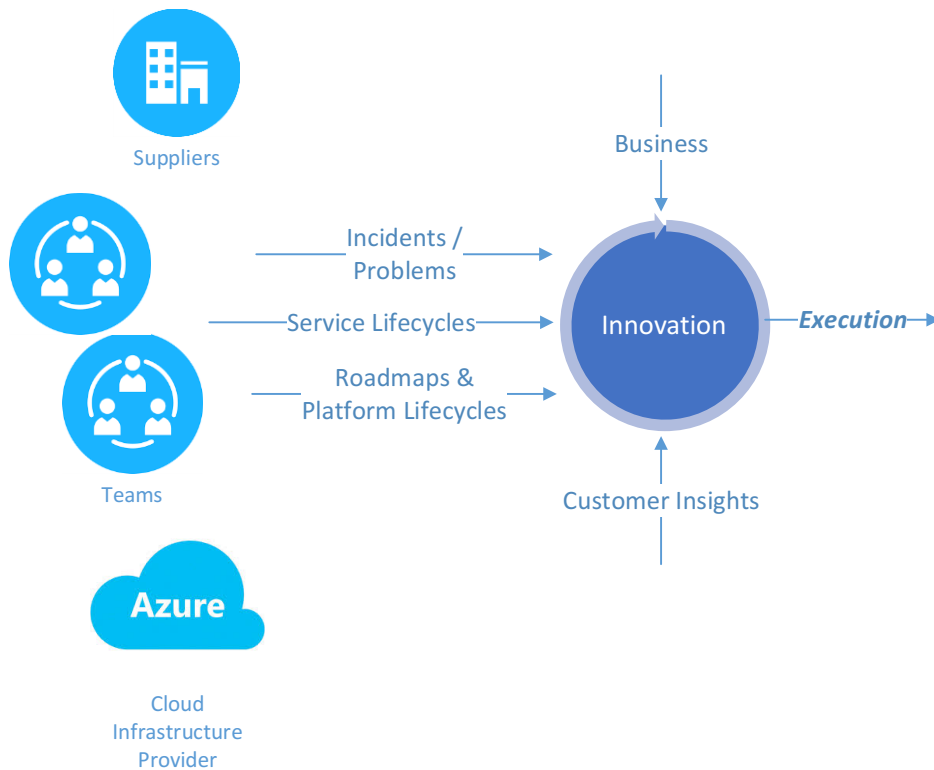 Suppliers
Business
Incidents /
Problems
Service Lifecycles
Innovation
Execution
Roadmaps &
Platform Lifecycles
Teams
Customer Insights
Azure
Cloud
Infrastructure
Provider